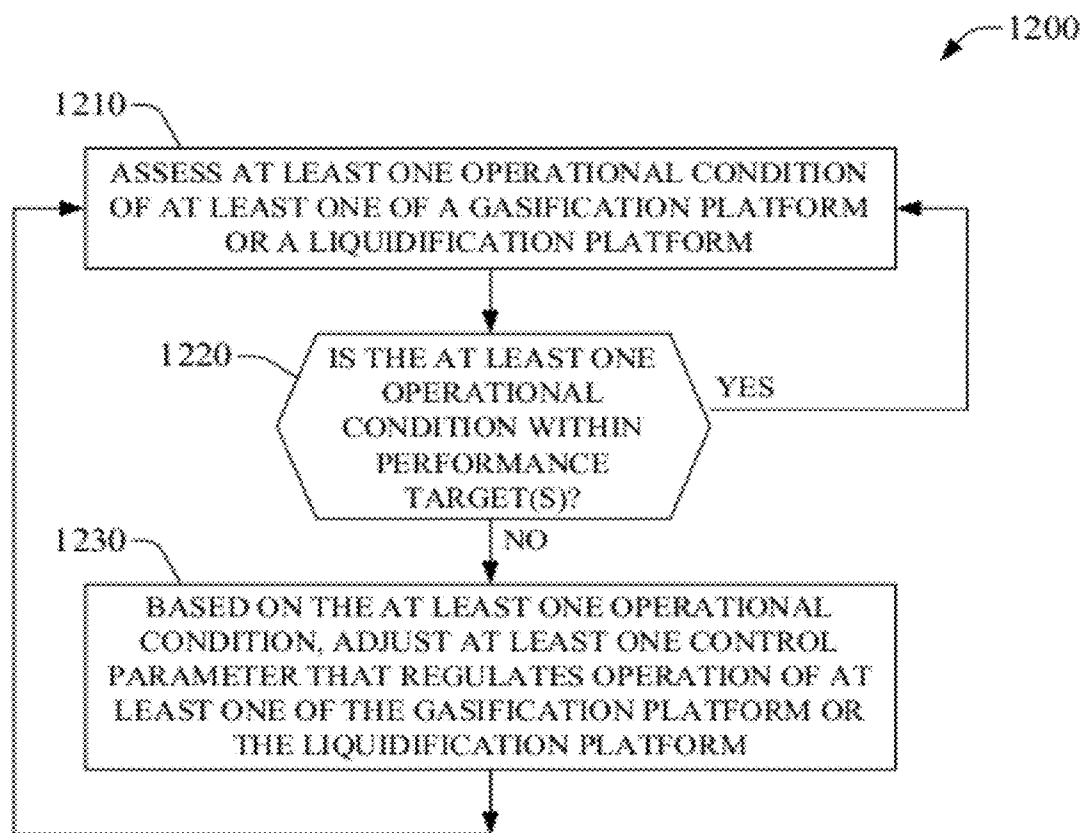 1200
1210
ASSESS AT LEAST ONE OPERATIONAL CONDITION
OF AT LEAST ONE OF A GASIFICATION PLATFORM
OR A LIQUIDIFICATION PLATFORM
1220
IS THE AT LEAST ONE
OPERATIONAL
CONDITION WITHIN
PERFORMANCE
TARGET(S)?
YES
NO
1230
BASED ON THE AT LEAST ONE OPERATIONAL
CONDITION, ADJUST AT LEAST ONE CONTROL
PARAMETER THAT REGULATES OPERATION OF AT
LEAST ONE OF THE GASIFICATION PLATFORM OR
THE LIQUIDIFICATION PLATFORM